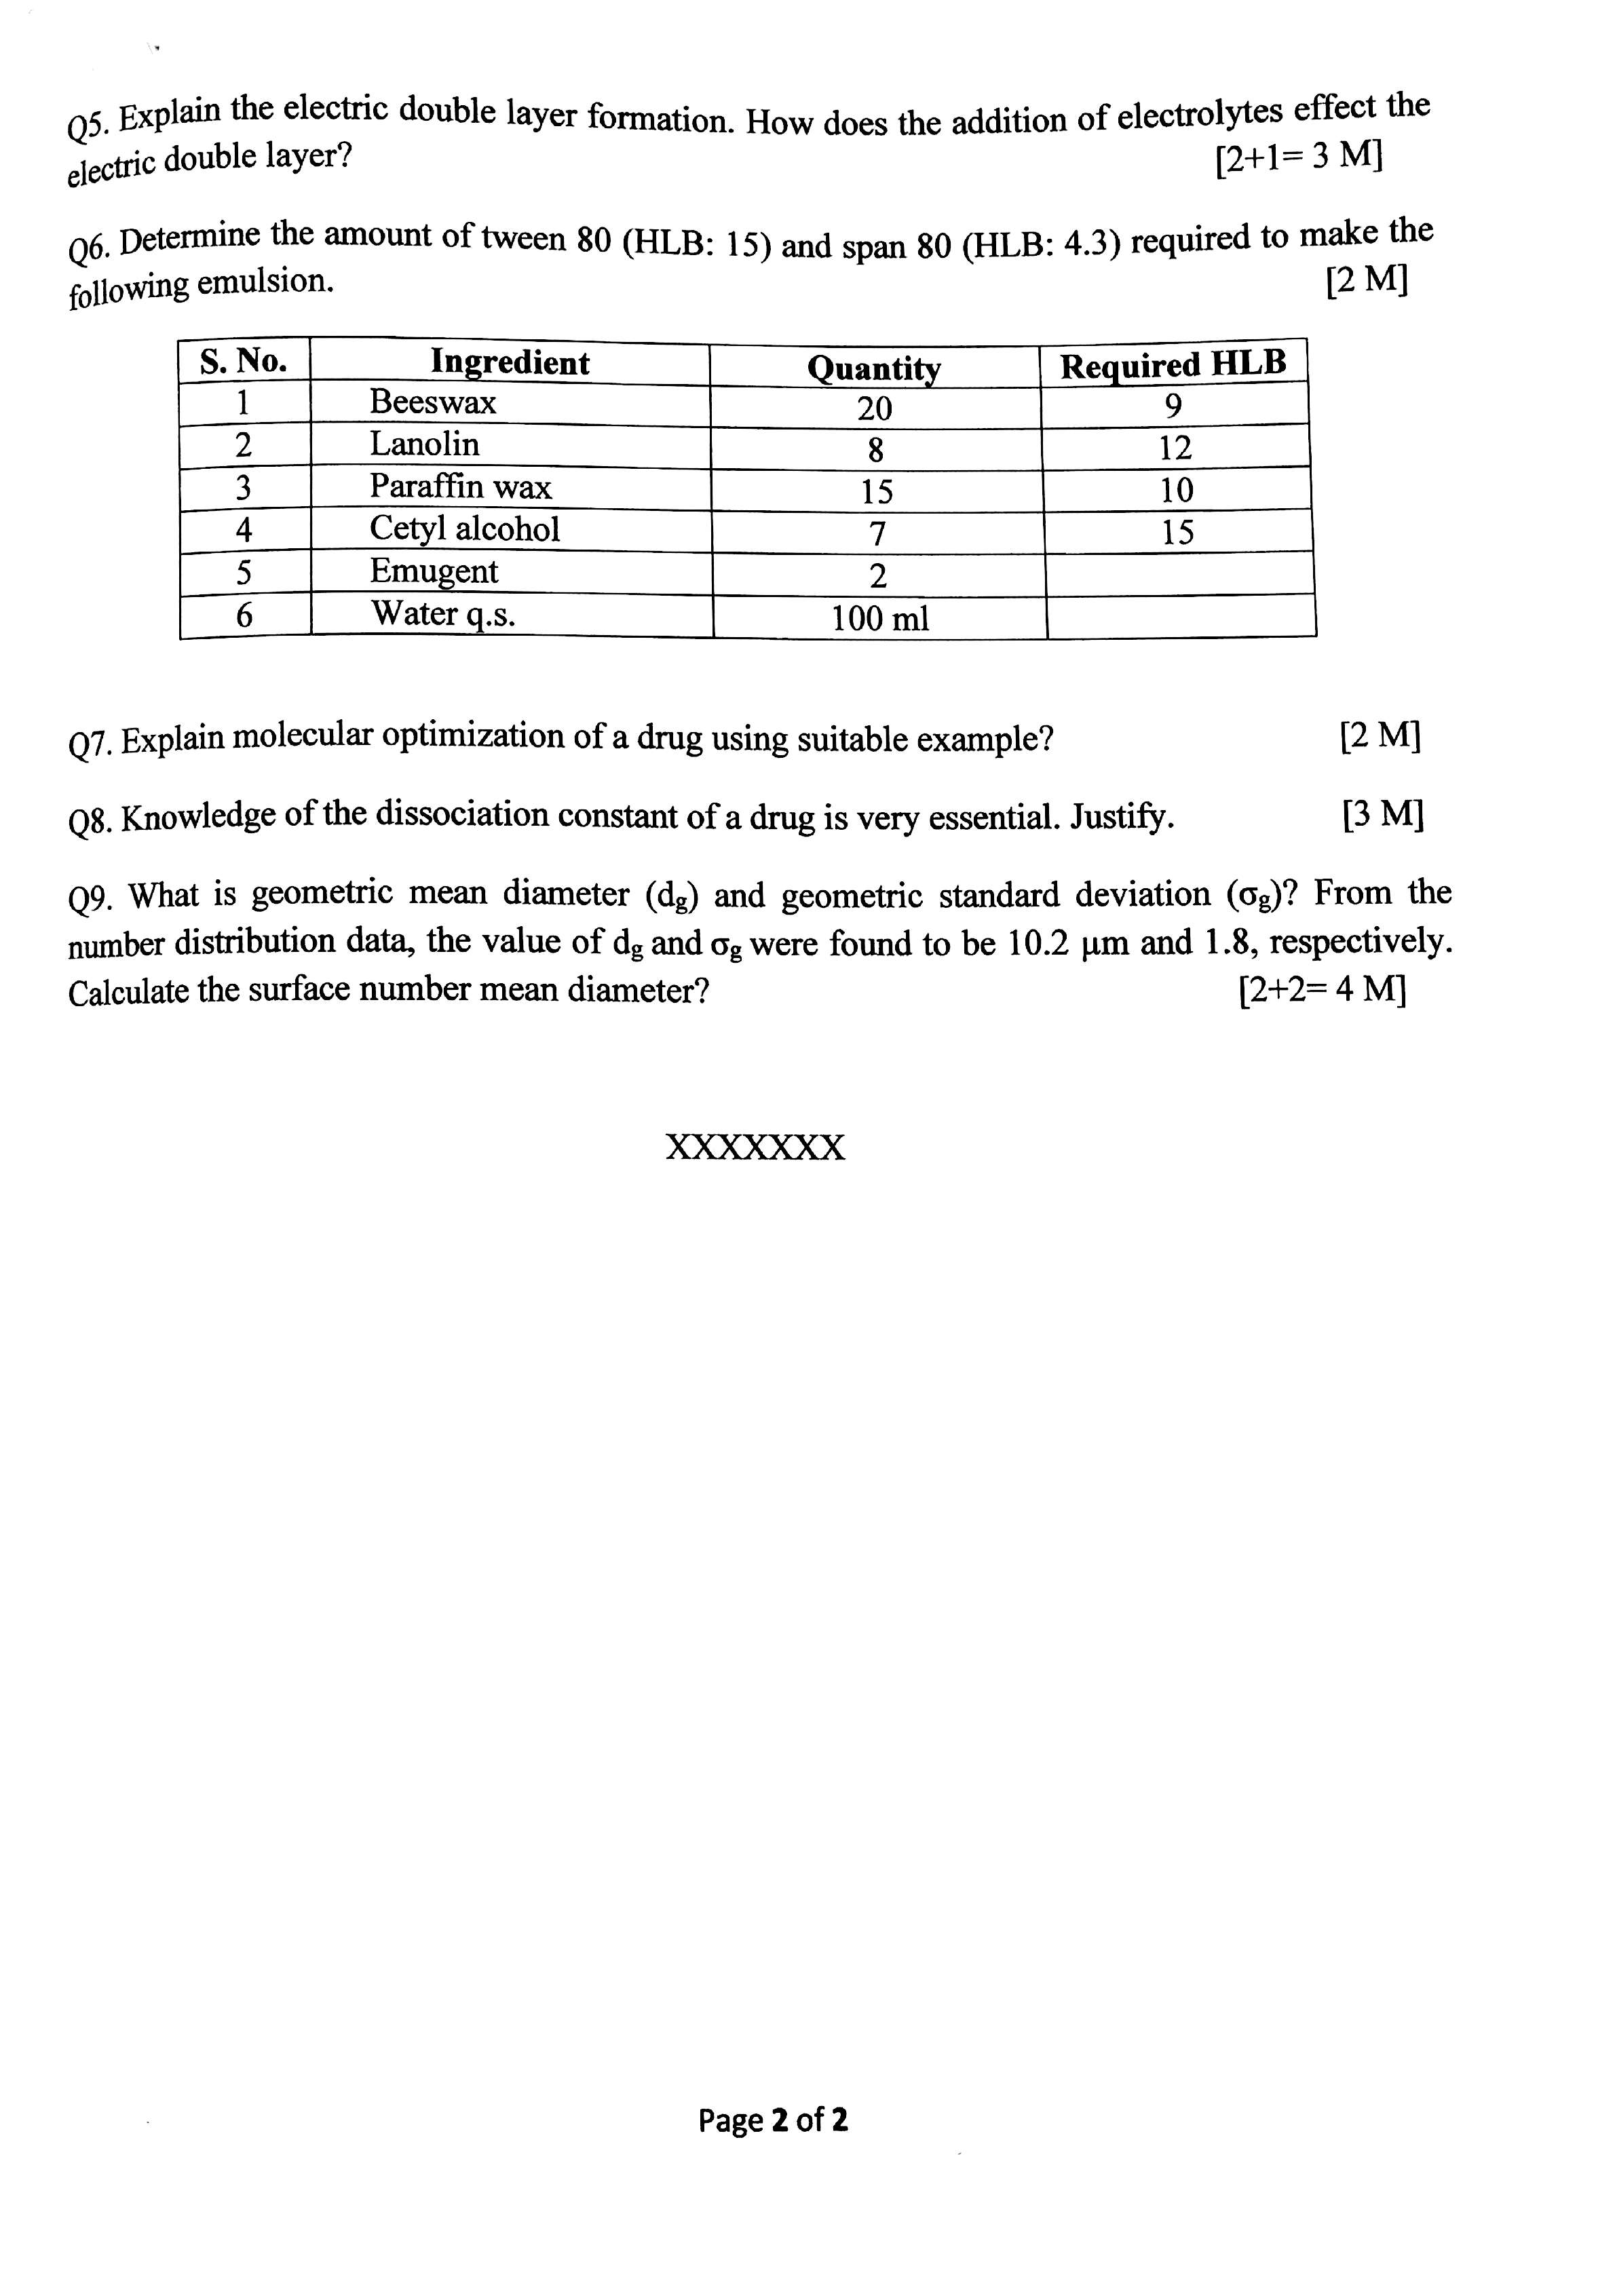 Q5. Explain the electric double layer formation. How does the addition of electrolytes effect the
electric double layer? [2+1= 3 M]
Q6. Determine the amount of tween 80 (HLB: 15) and span 80 (HLB: 4.3) required to make the
following emulsion. [2 M]
S. No. Ingredient Quantity Required HLB
1 Beeswax 20 9
2 Lanolin 8 12
3 Paraffin wax 15 10
4 Cetyl alcohol 7 15
5 Emugent 2
6 Water q.s. 100 ml
Q7. Explain molecular optimization of a drug using suitable example? [2 M]
Q8. Knowledge of the dissociation constant of a drug is very essential. Justify. [3 M]
Q9. What is geometric mean diameter (dg) and geometric standard deviation (σg)? From the
number distribution data, the value of dg and σg were found to be 10.2 μm and 1.8, respectively.
Calculate the surface number mean diameter? [2+2= 4 M]
XXXXXXX
Page 2 of 2